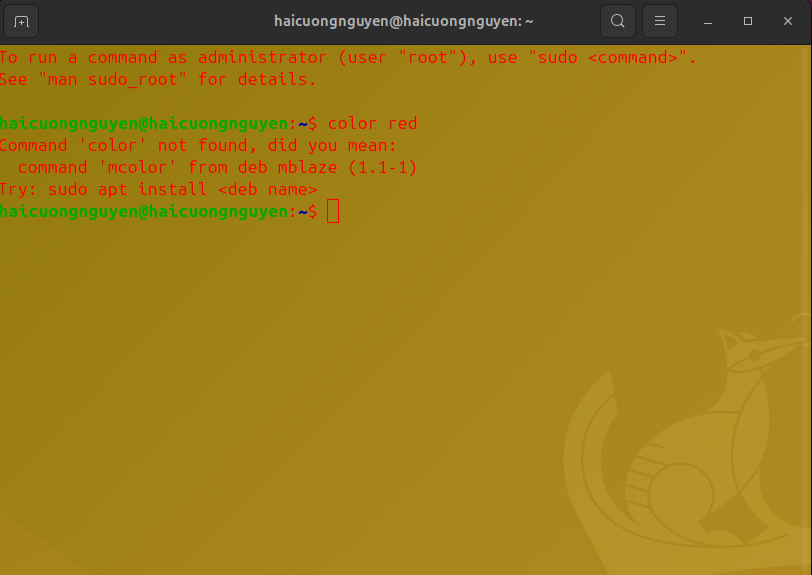 haicuongnguyen@haicuongnguyen: ~
To run a command as administrator (user "root"), use "sudo <command>".
See "man sudo_root" for details.
haicuongnguyen@haicuongnguyen:~$ color red
Command 'color' not found, did you mean:
  command 'mcolor' from deb mblaze (1.1-1)
Try: sudo apt install <deb name>
haicuongnguyen@haicuongnguyen:~$